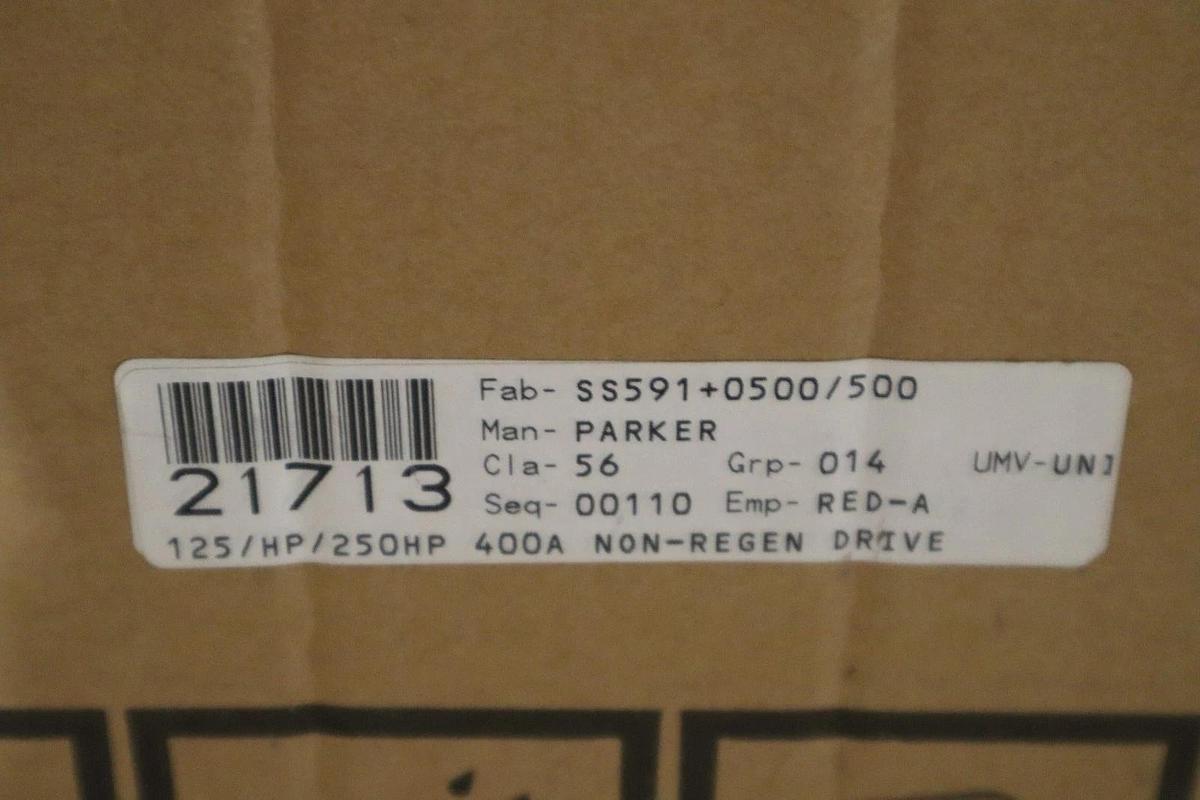 Fab- SS591+0500/500
Man- PARKER
Cla- 56 Grp- 014 UMV-UNI
21713
Seq- 00110 Emp- RED-A
125/HP/250HP 400A NON-REGEN DRIVE